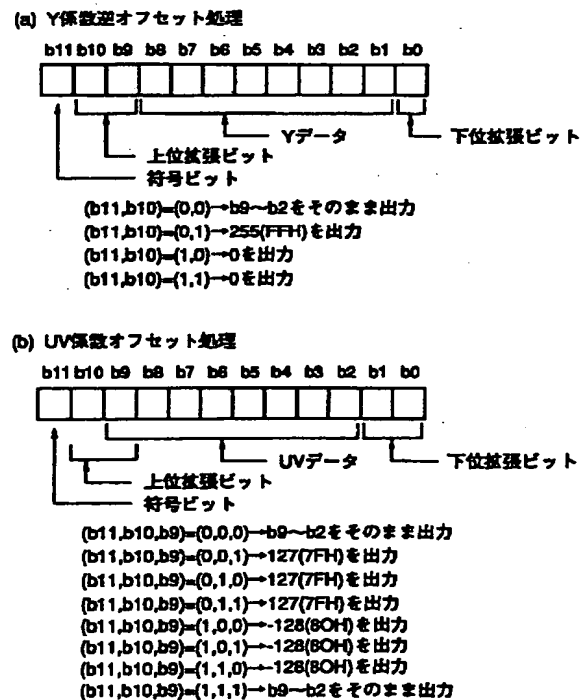 (a) Y係数逆オフセット処理
b11 b10 b9 b8 b7 b6 b5 b4 b3 b2 b1 b0
Yデータ
下位拡張ビット
上位拡張ビット
符号ビット
(b11,b10)=(0,0)→b9〜b2をそのまま出力
(b11,b10)=(0,1)→255(FFH)を出力
(b11,b10)=(1,0)→0を出力
(b11,b10)=(1,1)→0を出力
(b) UV係数オフセット処理
b11 b10 b9 b8 b7 b6 b5 b4 b3 b2 b1 b0
UVデータ
下位拡張ビット
上位拡張ビット
符号ビット
(b11,b10,b9)=(0,0,0)→b9〜b2をそのまま出力
(b11,b10,b9)=(0,0,1)→127(7FH)を出力
(b11,b10,b9)=(0,1,0)→127(7FH)を出力
(b11,b10,b9)=(0,1,1)→127(7FH)を出力
(b11,b10,b9)=(1,0,0)→-128(8OH)を出力
(b11,b10,b9)=(1,0,1)→-128(8OH)を出力
(b11,b10,b9)=(1,1,0)→-128(8OH)を出力
(b11,b10,b9)=(1,1,1)→b9〜b2をそのまま出力